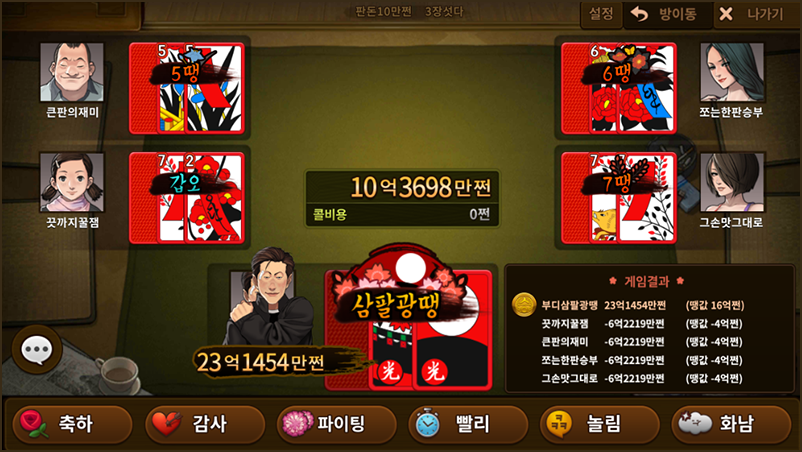 판돈10만쩐 3장섯다
설정
방이동
나가기
5
5땡
큰판의재미
6
6땡
쪼는한판승부
7 2
갑오
끗까지꿀잼
7
7땡
그손맛그대로
10억3698만쩐
콜비용 0쩐
삼팔광땡
光 光
23억1454만쩐
게임결과
승 부디삼팔광땡 23억1454만쩐 (땡값 16억쩐)
끗까지꿀잼 -6억2219만쩐 (땡값 -4억쩐)
큰판의재미 -6억2219만쩐 (땡값 -4억쩐)
쪼는한판승부 -6억2219만쩐 (땡값 -4억쩐)
그손맛그대로 -6억2219만쩐 (땡값 -4억쩐)
축하
감사
파이팅
빨리
ㅋㅋㅋ 놀림
화남